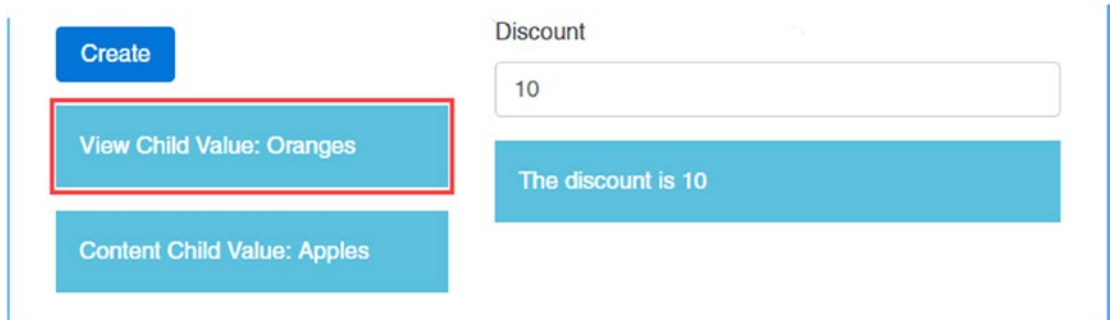 Create
View Child Value: Oranges
Content Child Value: Apples
Discount
10
The discount is 10